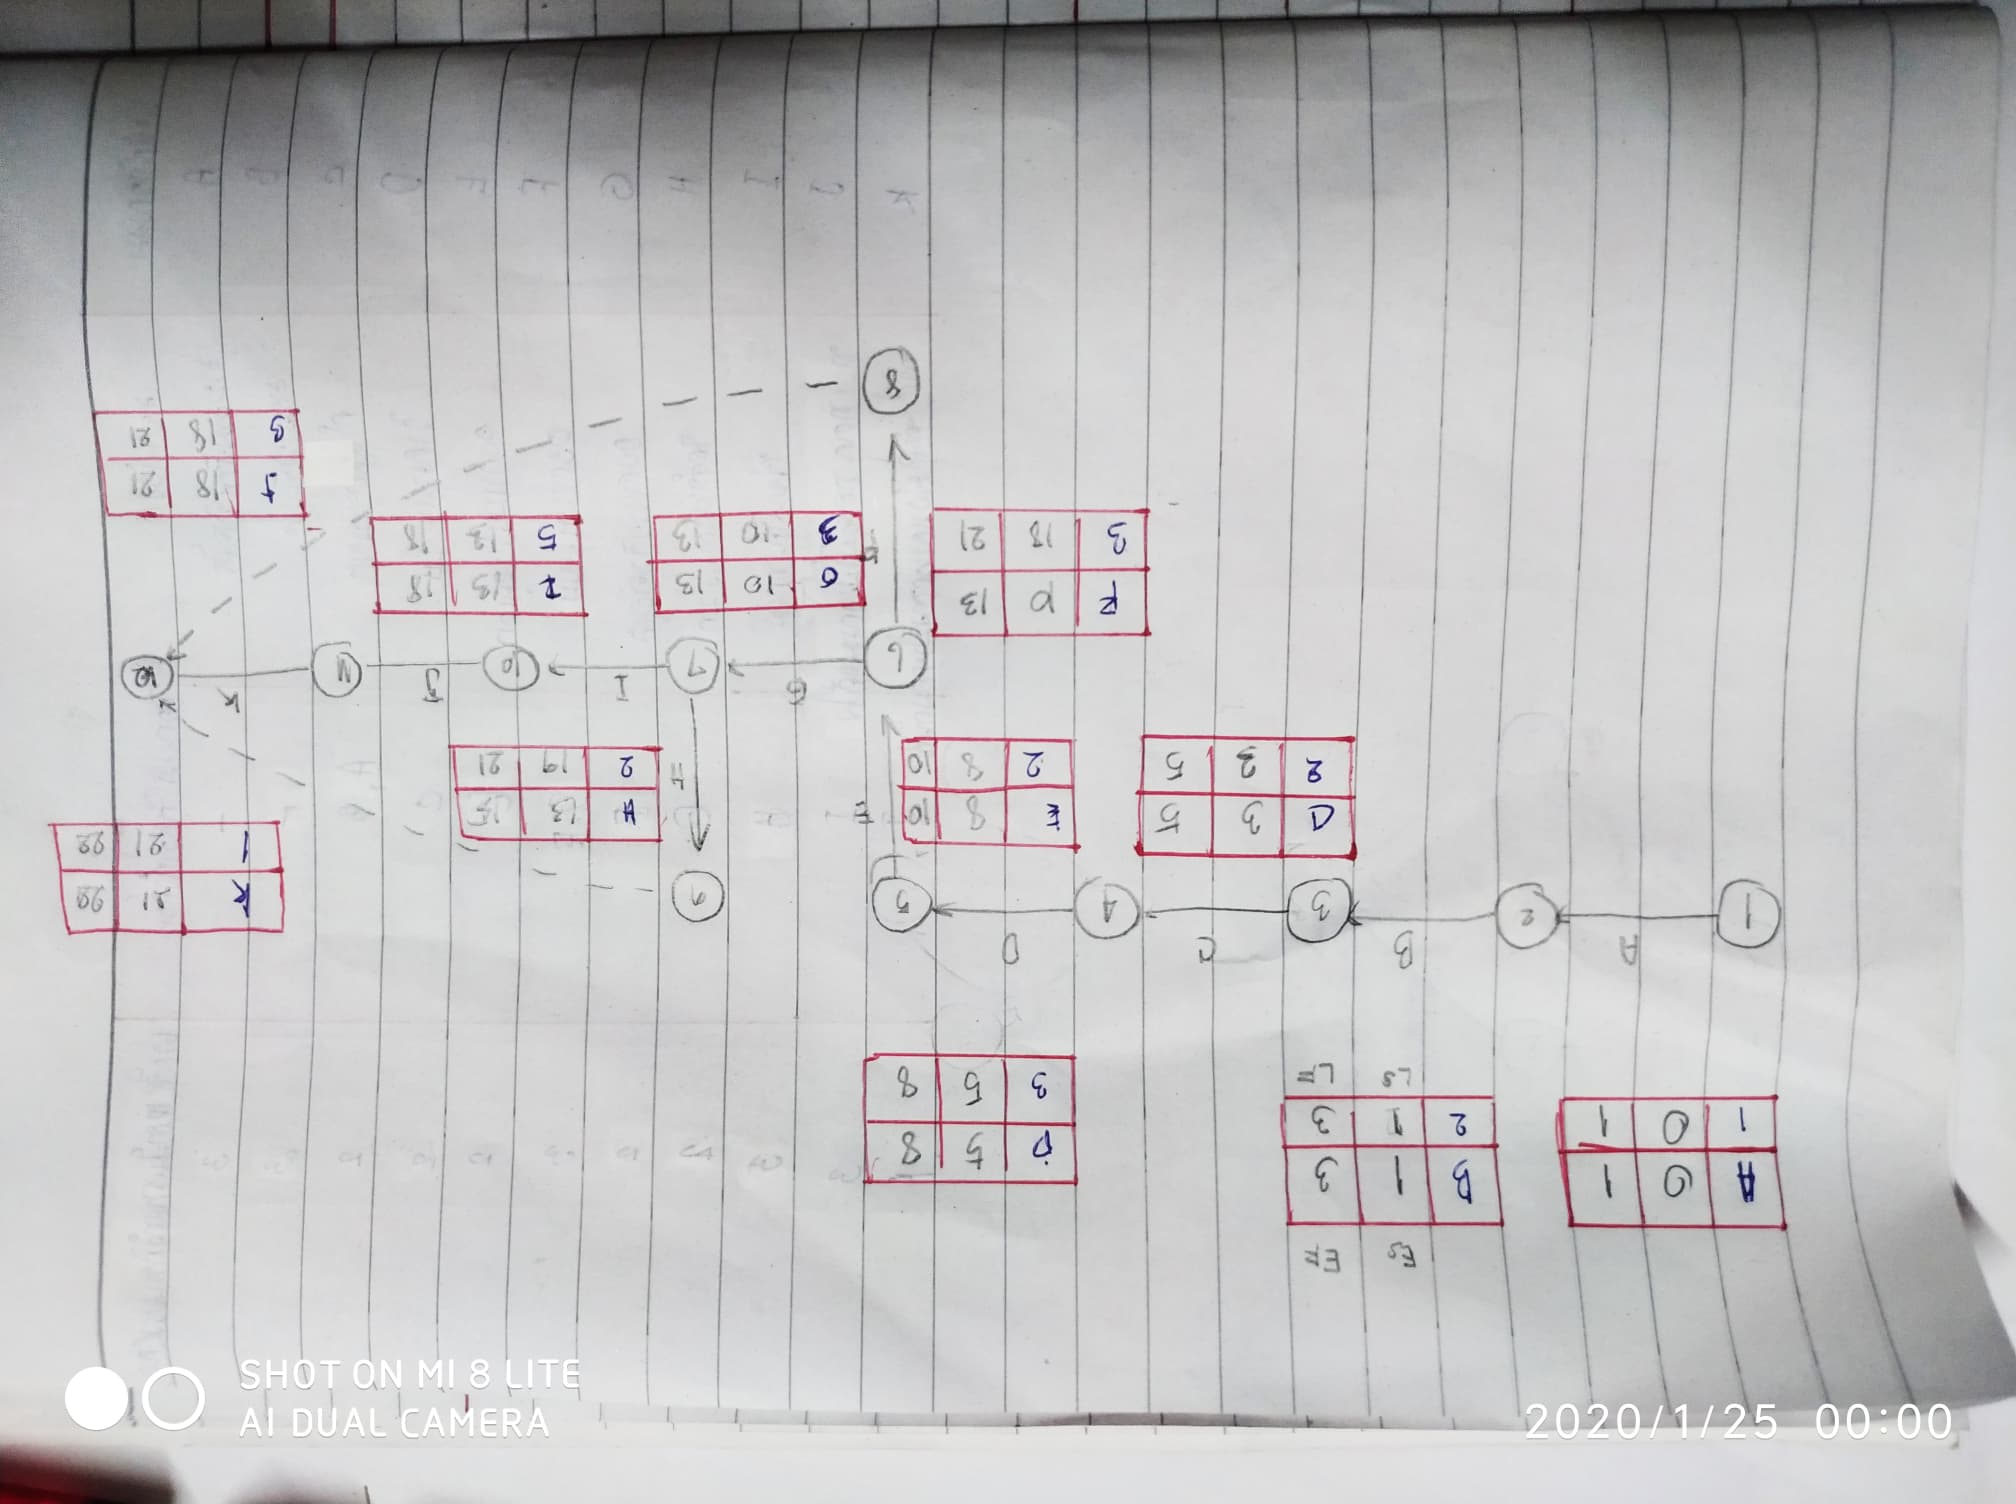 A 0 1
1 0 1
ES EF
B 1 3
2 1 3
LS LF
D 5 8
3 5 8
A
B
C
D
1
2
3
4
5
9
C 3 5
2 3 5
E 8 10
2 8 10
E
H 13 15
2 19 21
H
K 21 22
1 21 22
G
I
J
K
6
7
10
11
12
F 10 13
3 18 21
F
G 10 13
3 10 13
I 13 18
5 13 18
J 18 21
3 18 21
8
SHOT ON MI 8 LITE
AI DUAL CAMERA
2020/1/25 00:00